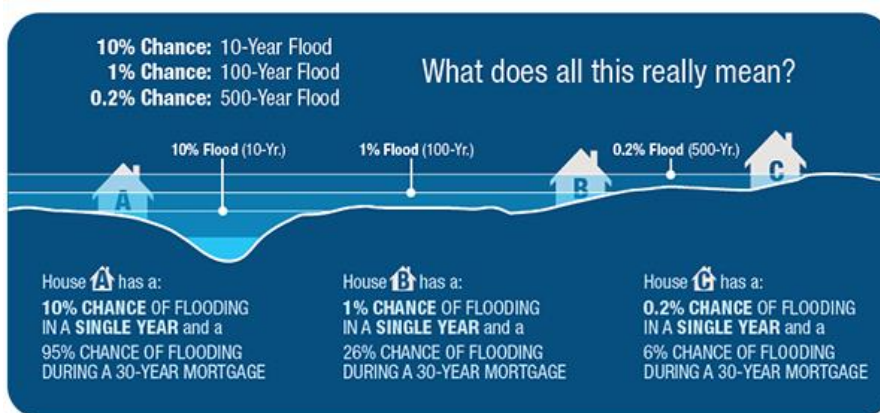 10% Chance: 10-Year Flood
1% Chance: 100-Year Flood
0.2% Chance: 500-Year Flood
What does all this really mean?
10% Flood (10-Yr.)
1% Flood (100-Yr.)
0.2% Flood (500-Yr.)
A
B
C
House A has a:
10% CHANCE OF FLOODING
IN A SINGLE YEAR and a
95% CHANCE OF FLOODING
DURING A 30-YEAR MORTGAGE
House B has a:
1% CHANCE OF FLOODING
IN A SINGLE YEAR and a
26% CHANCE OF FLOODING
DURING A 30-YEAR MORTGAGE
House C has a:
0.2% CHANCE OF FLOODING
IN A SINGLE YEAR and a
6% CHANCE OF FLOODING
DURING A 30-YEAR MORTGAGE